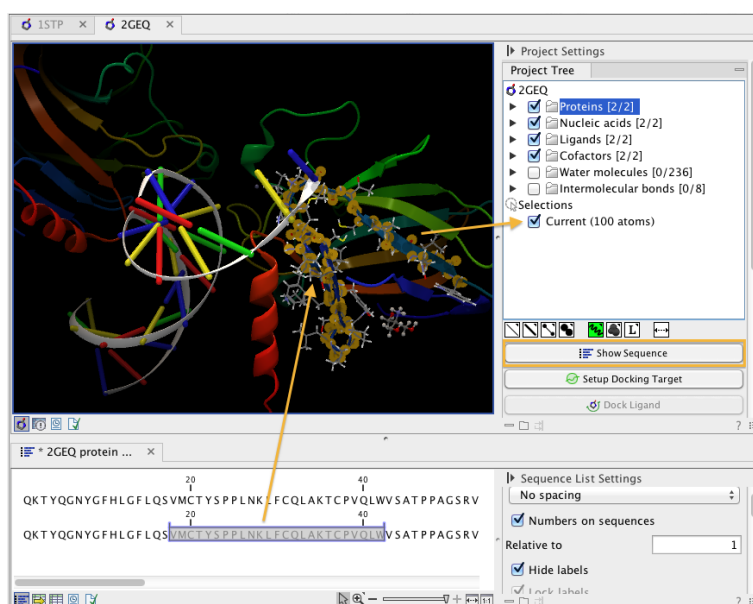 1STP × 2GEQ ×
Project Settings
Project Tree
2GEQ
Proteins [2/2]
Nucleic acids [2/2]
Ligands [2/2]
Cofactors [2/2]
Water molecules [0/236]
Intermolecular bonds [0/8]
Selections
Current (100 atoms)
Show Sequence
Setup Docking Target
Dock Ligand
?
* 2GEQ protein ... ×
20 40
QKTYQGNYGFHLGFLQSVMCTYSPPLNKLFCQLAKTCPVQLWVSATPPAGSRV
20 40
QKTYQGNYGFHLGFLQSVMCTYSPPLNKLFCQLAKTCPVQLWVSATPPAGSRV
Sequence List Settings
No spacing
Numbers on sequences
Relative to 1
Hide labels
Lock labels
1:1
?